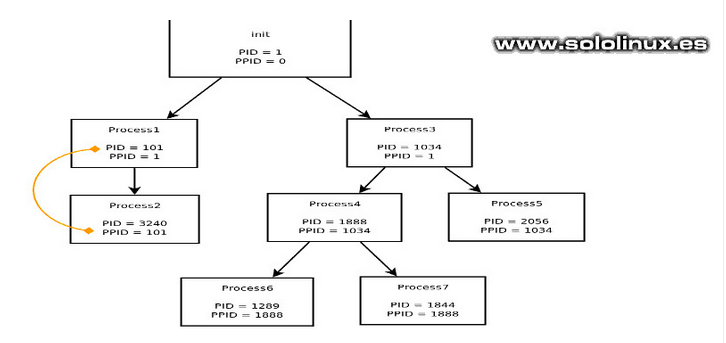 init
PID = 1
PPID = 0
www.sololinux.es
Process1
PID = 101
PPID = 1
Process3
PID = 1034
PPID = 1
Process2
PID = 3240
PPID = 101
Process4
PID = 1888
PPID = 1034
Process5
PID = 2056
PPID = 1034
Process6
PID = 1289
PPID = 1888
Process7
PID = 1844
PPID = 1888